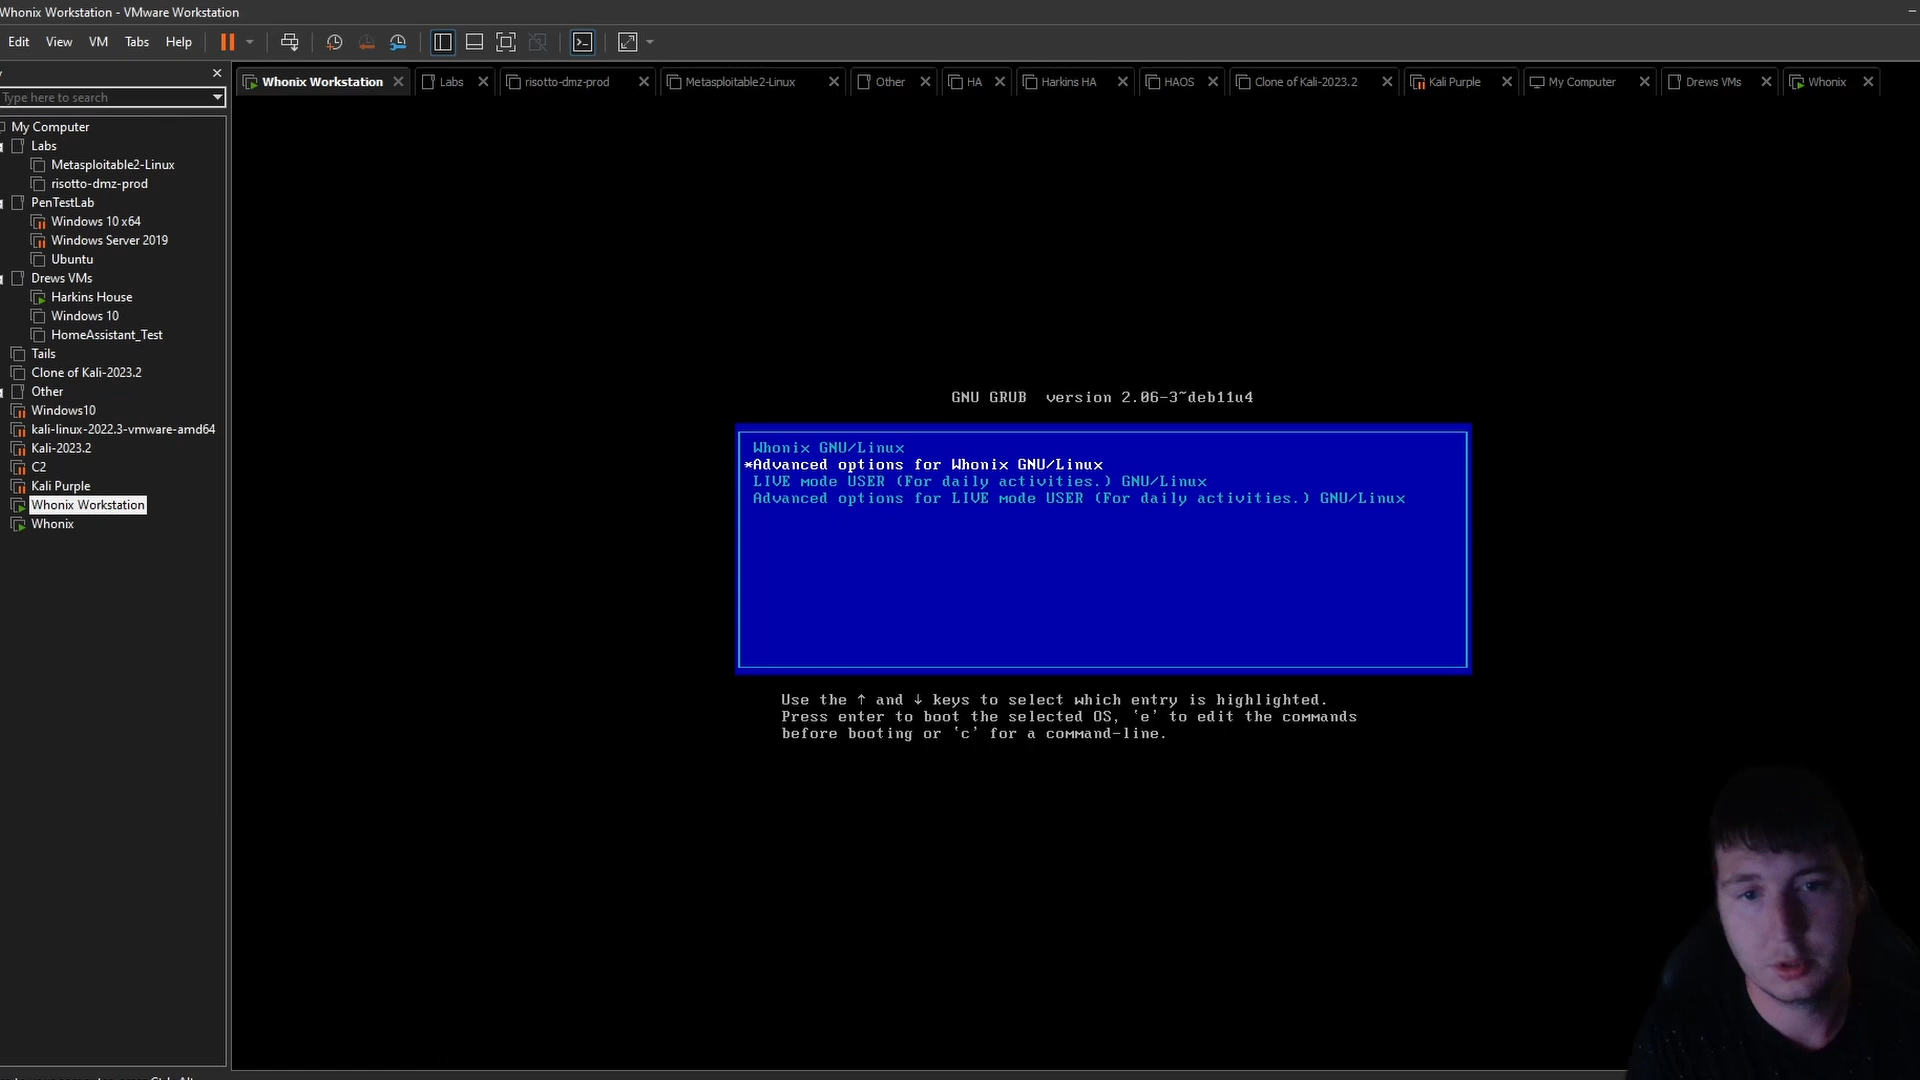 Whonix Workstation - VMware Workstation
Edit View VM Tabs Help
Type here to search
Whonix Workstation Labs risotto-dmz-prod Metasploitable2-Linux Other HA Harkins HA HAOS Clone of Kali-2023.2 Kali Purple My Computer Drews VMs Whonix
My Computer
Labs
Metasploitable2-Linux
risotto-dmz-prod
PenTestLab
Windows 10 x64
Windows Server 2019
Ubuntu
Drews VMs
Harkins House
Windows 10
HomeAssistant_Test
Tails
Clone of Kali-2023.2
Other
Windows10
kali-linux-2022.3-vmware-amd64
Kali-2023.2
C2
Kali Purple
Whonix Workstation
Whonix
GNU GRUB version 2.06-3~deb11u4
Whonix GNU/Linux
*Advanced options for Whonix GNU/Linux
LIVE mode USER (For daily activities.) GNU/Linux
Advanced options for LIVE mode USER (For daily activities.) GNU/Linux
Use the ↑ and ↓ keys to select which entry is highlighted.
Press enter to boot the selected OS, `e' to edit the commands
before booting or `c' for a command-line.